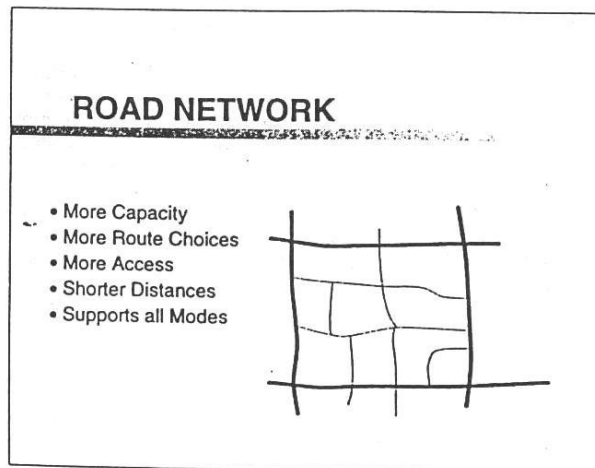 ROAD NETWORK
• More Capacity
• More Route Choices
• More Access
• Shorter Distances
• Supports all Modes